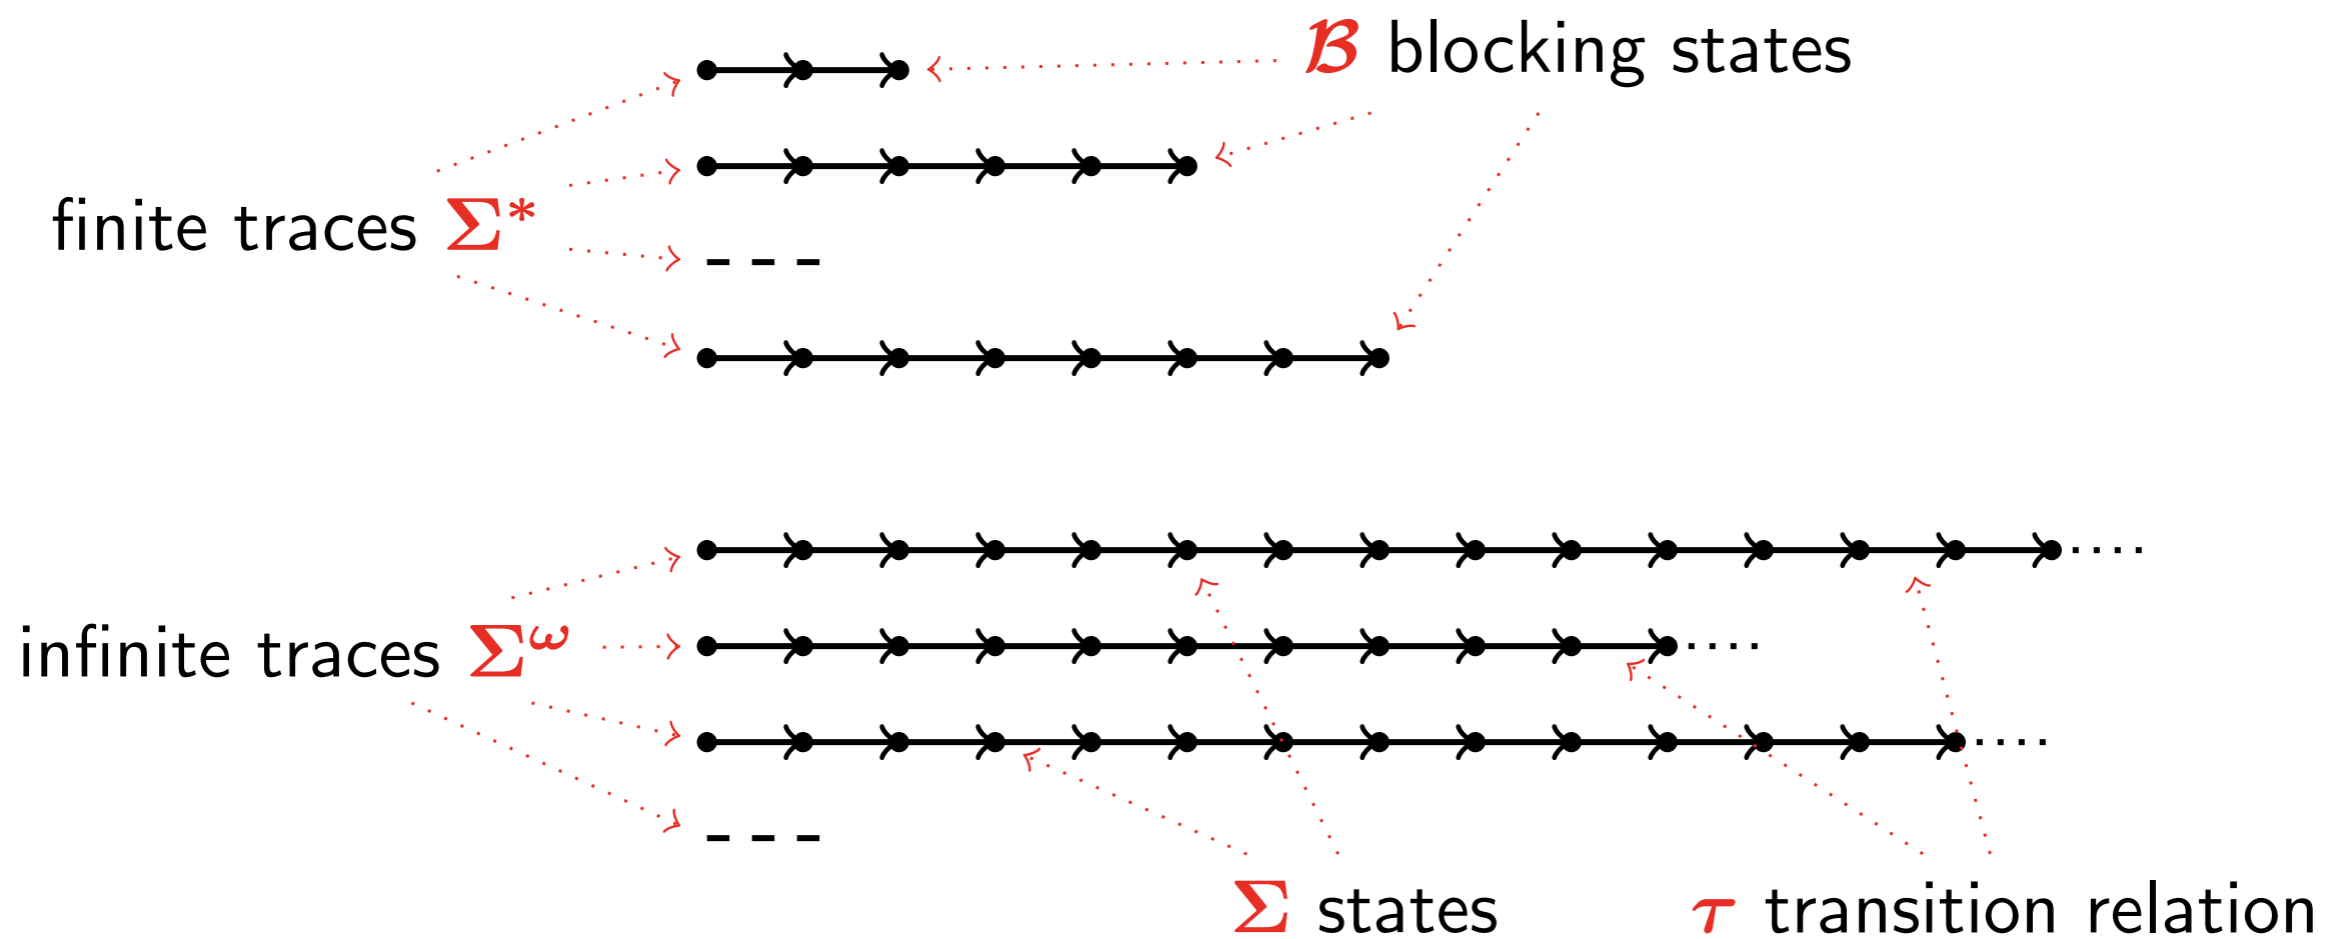 ℬ blocking states
finite traces Σ*
infinite traces Σ^ω
Σ states
τ transition relation